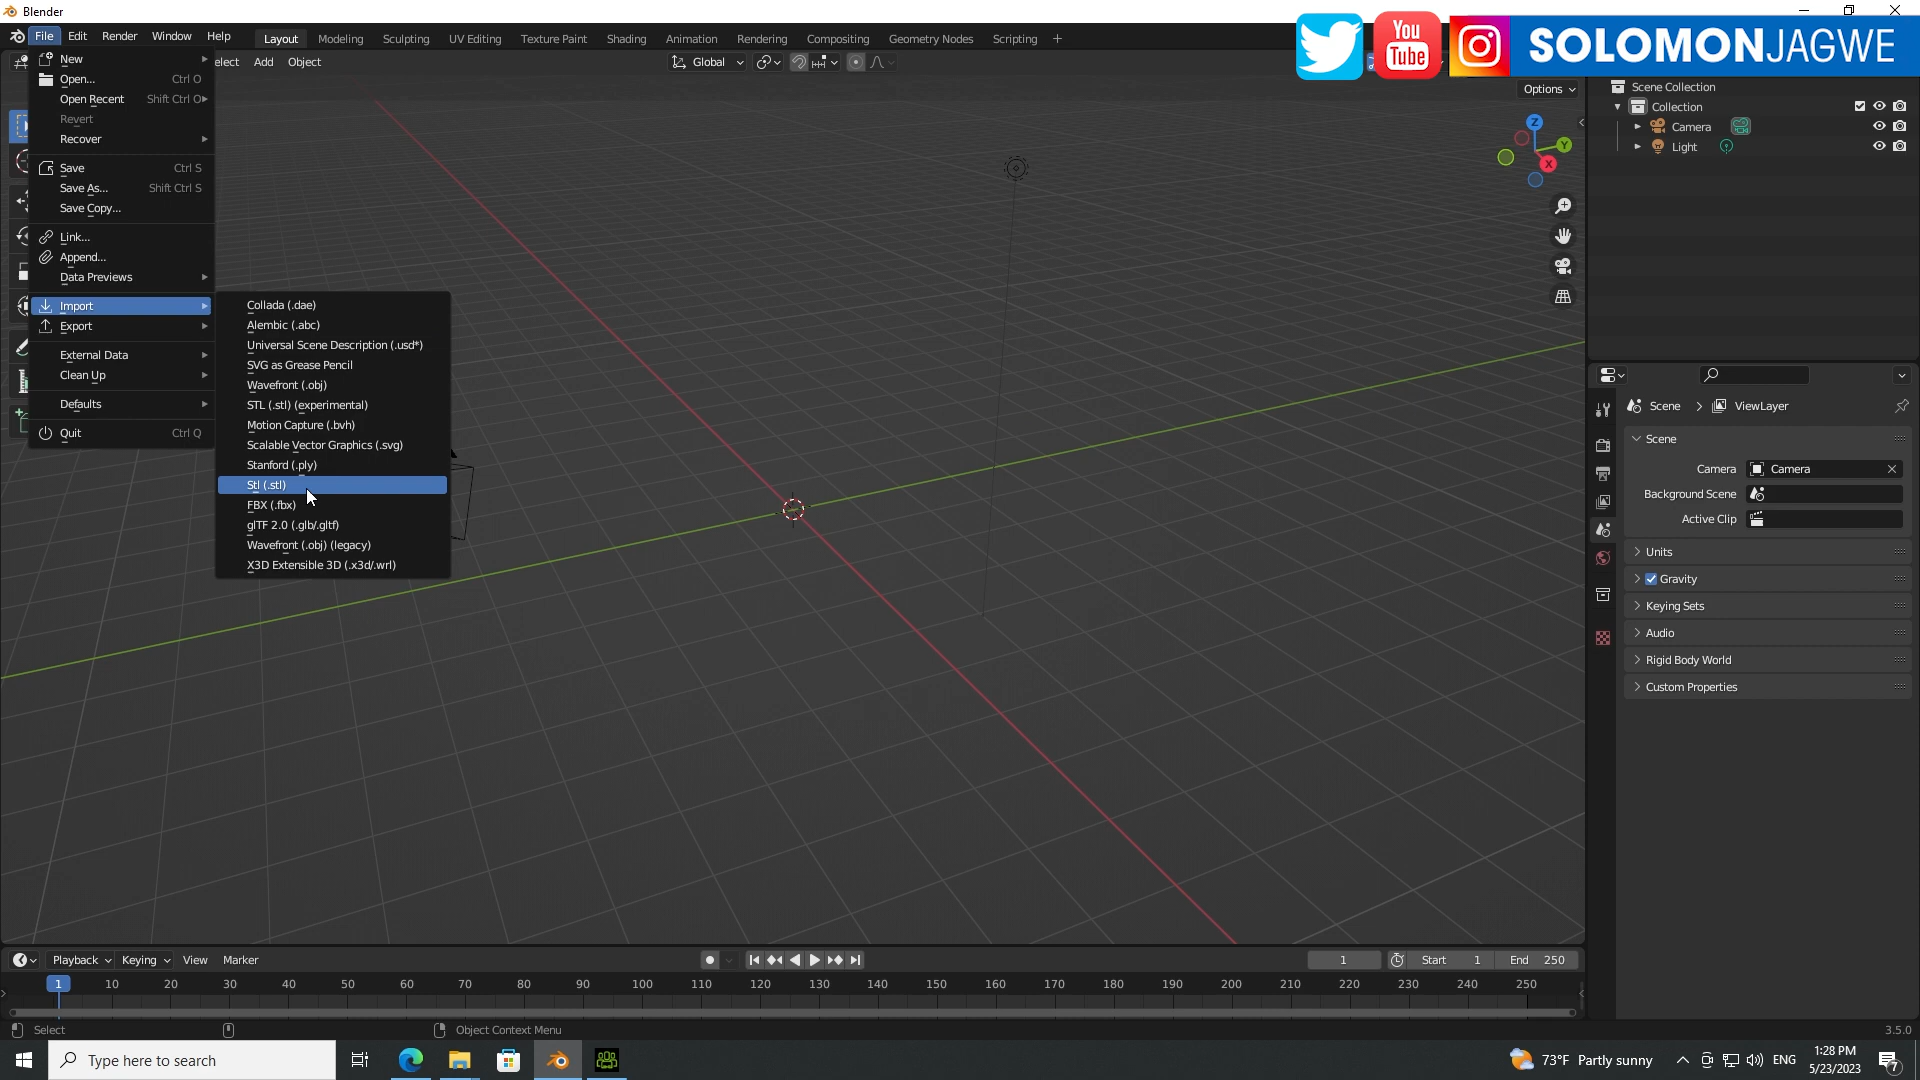 Blender
File Edit Render Window Help
Layout Modeling Sculpting UV Editing Texture Paint Shading Animation Rendering Compositing Geometry Nodes Scripting +
You
Tube
SOLOMONJAGWE
elect Add Object
Global
Options
New
Open... Ctrl O
Open Recent Shift Ctrl O
Revert
Recover
Save Ctrl S
Save As... Shift Ctrl S
Save Copy...
Link...
Append...
Data Previews
Import
Export
External Data
Clean Up
Defaults
Quit Ctrl Q
Collada (.dae)
Alembic (.abc)
Universal Scene Description (.usd*)
SVG as Grease Pencil
Wavefront (.obj)
STL (.stl) (experimental)
Motion Capture (.bvh)
Scalable Vector Graphics (.svg)
Stanford (.ply)
Stl (.stl)
FBX (.fbx)
glTF 2.0 (.glb/.gltf)
Wavefront (.obj) (legacy)
X3D Extensible 3D (.x3d/.wrl)
Z
Y
X
Scene Collection
Collection
Camera
Light
Scene > ViewLayer
Scene
Camera Camera
Background Scene
Active Clip
Units
Gravity
Keying Sets
Audio
Rigid Body World
Custom Properties
Playback Keying View Marker
1 Start 1 End 250
1 10 20 30 40 50 60 70 80 90 100 110 120 130 140 150 160 170 180 190 200 210 220 230 240 250
Select Object Context Menu 3.5.0
Type here to search
73°F Partly sunny
ENG
1:28 PM
5/23/2023
7